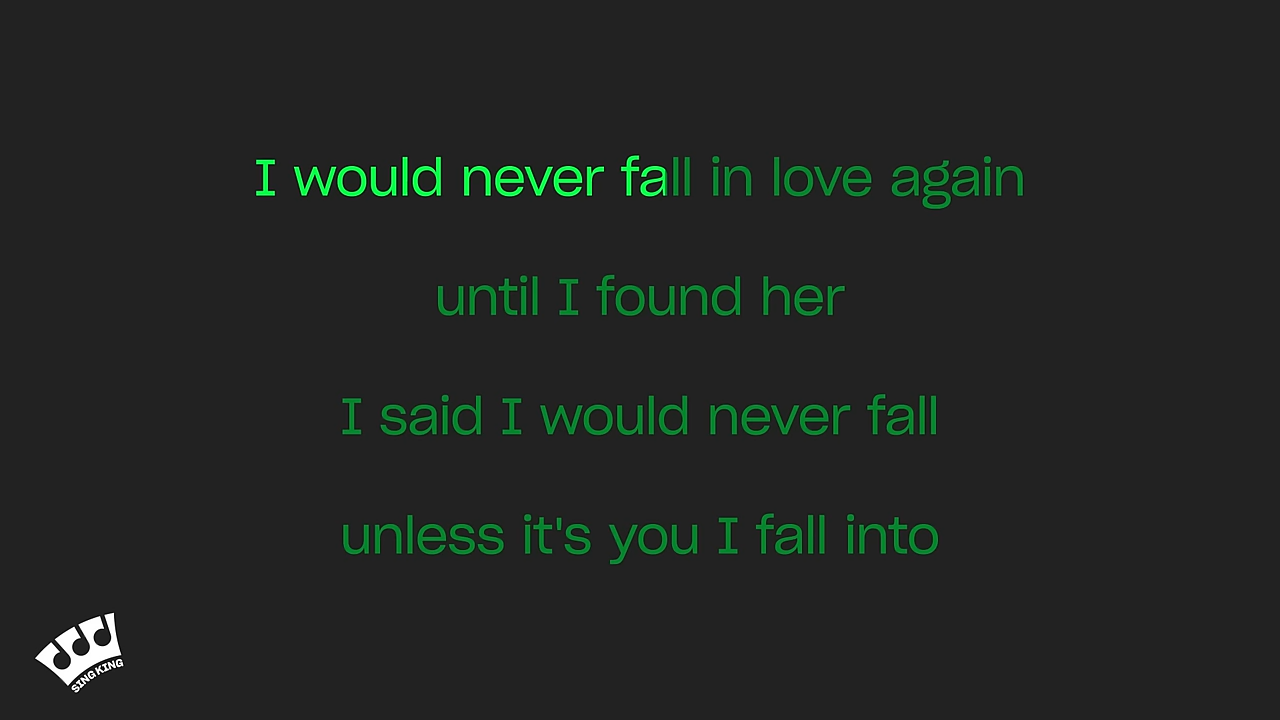 I would never fall in love again
until I found her
I said I would never fall
unless it's you I fall into
SING KING